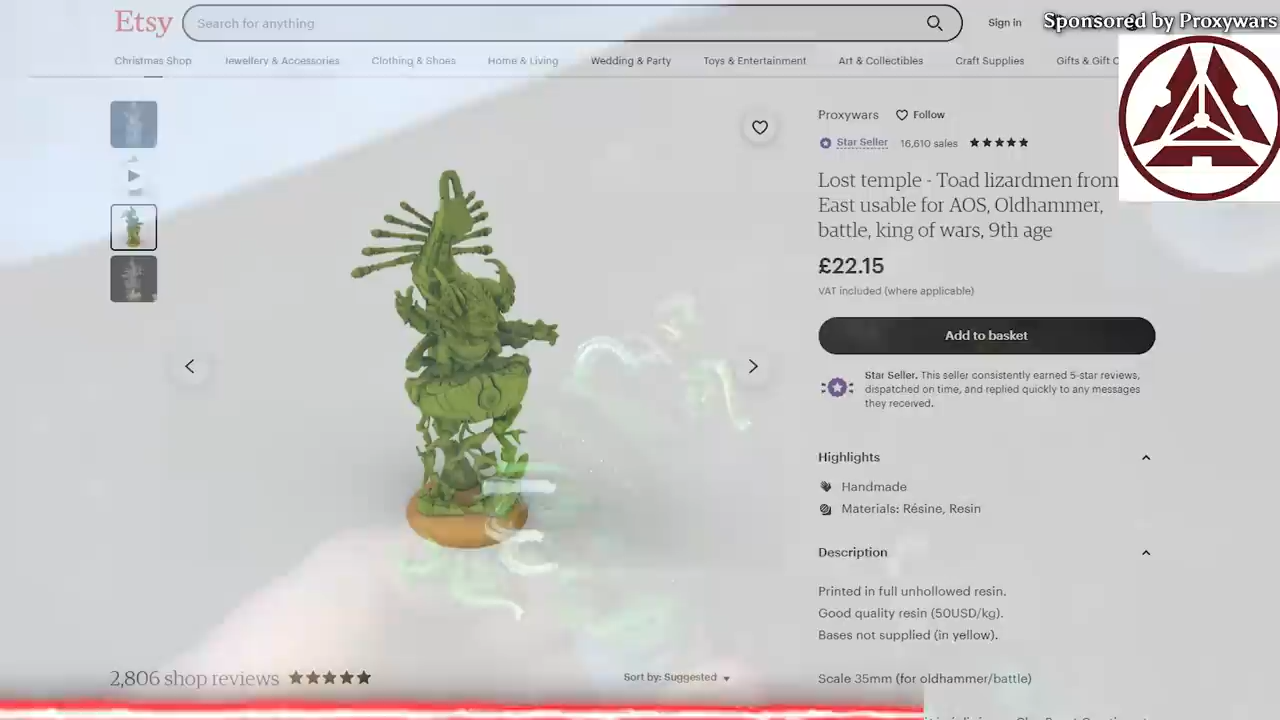 Etsy
Search for anything
Sign in
Sponsored by Proxywars
Christmas Shop
Jewellery & Accessories
Clothing & Shoes
Home & Living
Wedding & Party
Toys & Entertainment
Art & Collectibles
Craft Supplies
Gifts & Gift C
Proxywars
Follow
Star Seller
16,610 sales
Lost temple - Toad lizardmen from
East usable for AOS, Oldhammer,
battle, king of wars, 9th age
£22.15
VAT included (where applicable)
Add to basket
Star Seller. This seller consistently earned 5-star reviews,
dispatched on time, and replied quickly to any messages
they received.
Highlights
Handmade
Materials: Résine, Resin
Description
Printed in full unhollowed resin.
Good quality resin (50USD/kg).
Bases not supplied (in yellow).
Scale 35mm (for oldhammer/battle)
2,806 shop reviews
Sort by: Suggested